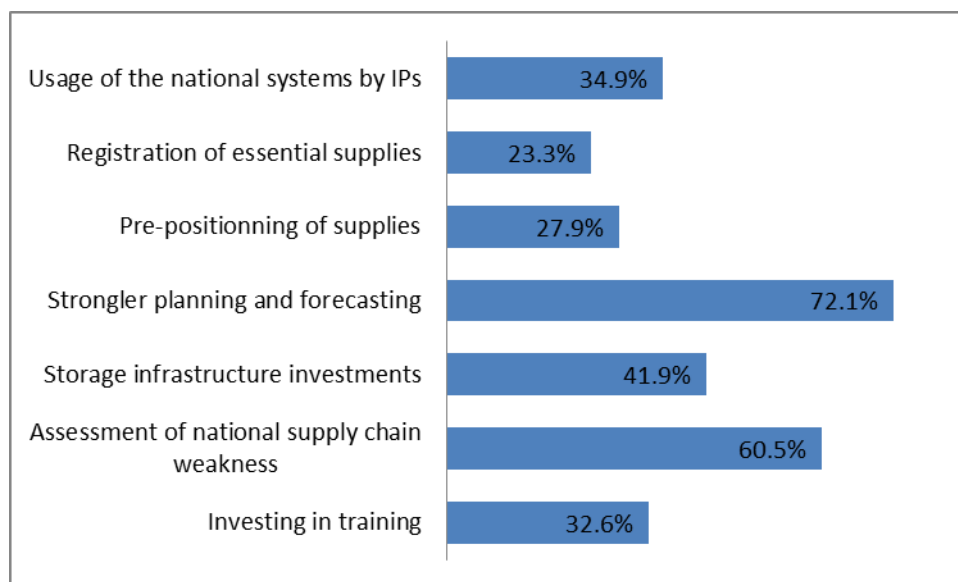 Usage of the national systems by IPs
34.9%
Registration of essential supplies
23.3%
Pre-positionning of supplies
27.9%
Strongler planning and forecasting
72.1%
Storage infrastructure investments
41.9%
Assessment of national supply chain
weakness
60.5%
Investing in training
32.6%